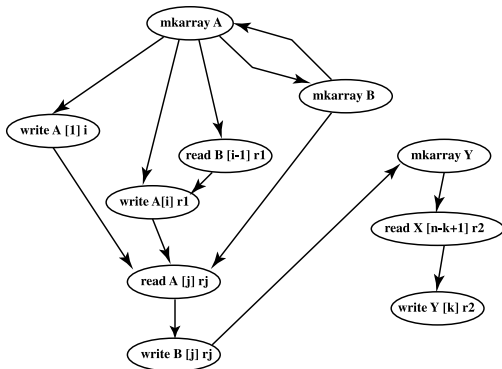 mkarray A
mkarray B
write A [1] i
read B [i-1] r1
mkarray Y
write A[i] r1
read X [n-k+1] r2
read A [j] rj
write Y [k] r2
write B [j] rj